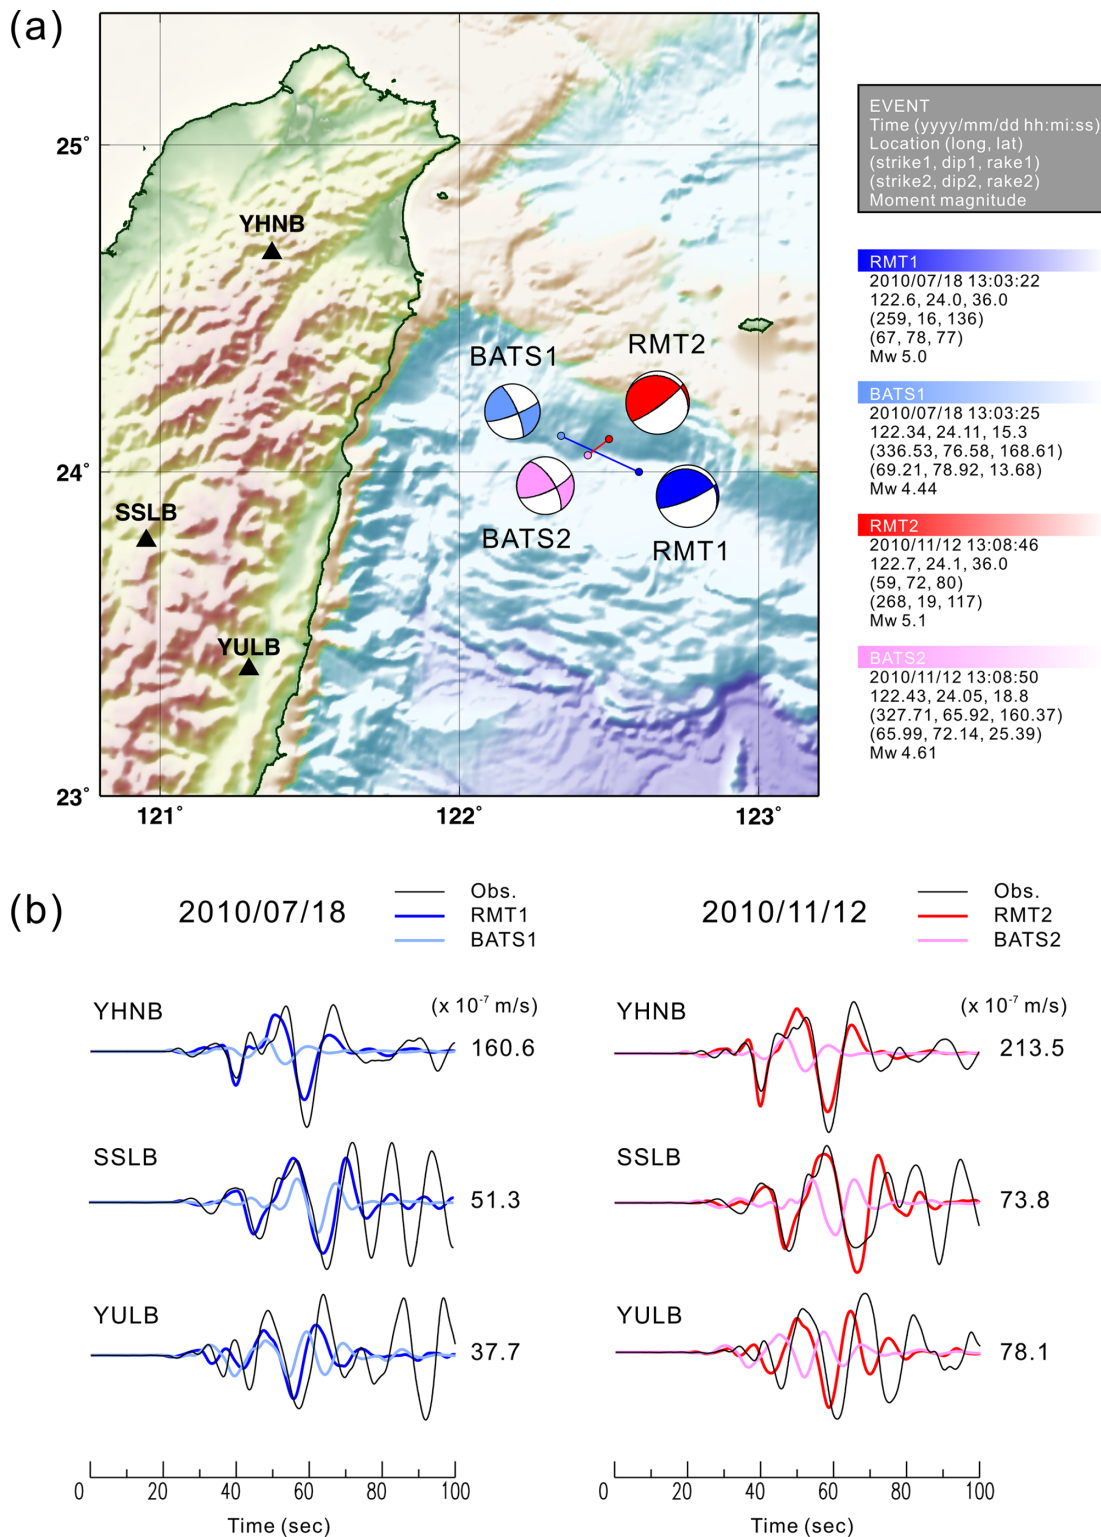 (a)
25°
24°
23°
121°
122°
123°
YHNB
SSLB
YULB
BATS1
RMT2
BATS2
RMT1
EVENT
Time (yyyy/mm/dd hh:mi:ss)
Location (long, lat)
(strike1, dip1, rake1)
(strike2, dip2, rake2)
Moment magnitude
RMT1
2010/07/18 13:03:22
122.6, 24.0, 36.0
(259, 16, 136)
(67, 78, 77)
Mw 5.0
BATS1
2010/07/18 13:03:25
122.34, 24.11, 15.3
(336.53, 76.58, 168.61)
(69.21, 78.92, 13.68)
Mw 4.44
RMT2
2010/11/12 13:08:46
122.7, 24.1, 36.0
(59, 72, 80)
(268, 19, 117)
Mw 5.1
BATS2
2010/11/12 13:08:50
122.43, 24.05, 18.8
(327.71, 65.92, 160.37)
(65.99, 72.14, 25.39)
Mw 4.61
(b)
2010/07/18
Obs.
RMT1
BATS1
YHNB
(x 10⁻⁷ m/s)
160.6
SSLB
51.3
YULB
37.7
0 20 40 60 80 100
Time (sec)
2010/11/12
Obs.
RMT2
BATS2
YHNB
(x 10⁻⁷ m/s)
213.5
SSLB
73.8
YULB
78.1
0 20 40 60 80 100
Time (sec)